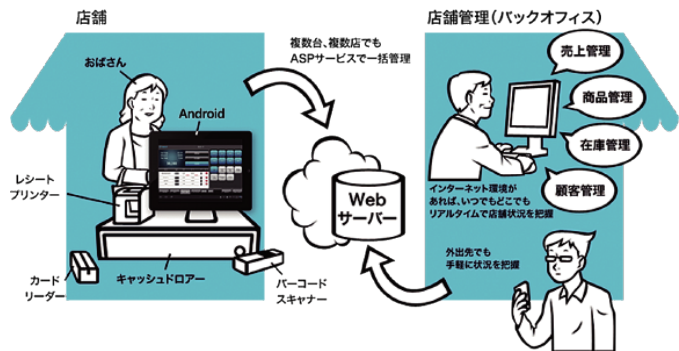 店舗
おばさん
Android
レシート
プリンター
カード
リーダー
キャッシュドロアー
バーコード
スキャナー
複数台、複数店でも
ASPサービスで一括管理
Web
サーバー
店舗管理（バックオフィス）
売上管理
商品管理
在庫管理
顧客管理
インターネット環境が
あれば、いつでもどこでも
リアルタイムで店舗状況を把握
外出先でも
手軽に状況を把握